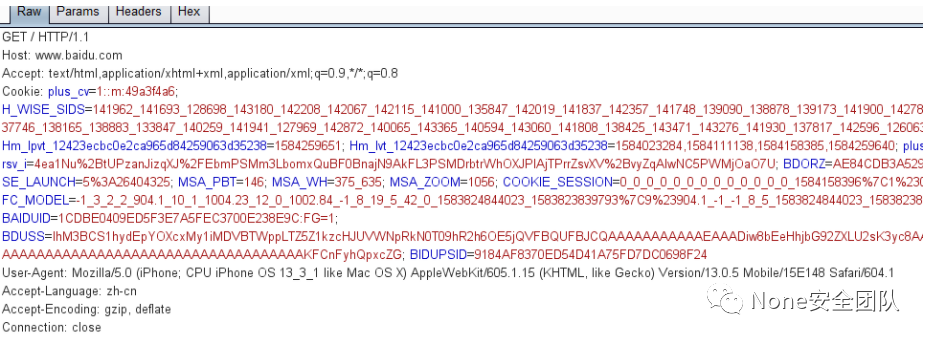 Raw Params Headers Hex
GET / HTTP/1.1
Host: www.baidu.com
Accept: text/html,application/xhtml+xml,application/xml;q=0.9,*/*;q=0.8
Cookie: plus_cv=1::m:49a3f4a6;
H_WISE_SIDS=141962_141693_128698_143180_142208_142067_142115_141000_135847_142019_141837_142357_141748_139090_138878_139173_141900_14278
37746_138165_138883_133847_140259_141941_127969_142872_140065_143365_140594_143060_141808_138425_143471_143276_141930_137817_142596_126063
Hm_lpvt_12423ecbc0e2ca965d84259063d35238=1584259651; Hm_lvt_12423ecbc0e2ca965d84259063d35238=1584023284,1584111138,1584158385,1584259640; plus
rsv_i=4ea1Nu%2BtUPzanJizqXJ%2FEbmPSMm3LbomxQuBF0BnajN9AkFL3PSMDrbtrWhOXJPIAjTPrrZsxXV%2BvyZqAlwNC5PWMjOaO7U; BDORZ=AE84CDB3A529
SE_LAUNCH=5%3A26404325; MSA_PBT=146; MSA_WH=375_635; MSA_ZOOM=1056; COOKIE_SESSION=0_0_0_0_0_0_0_0_0_0_0_0_1584158396%7C1%230
FC_MODEL=-1_3_2_2_904.1_10_1_1004.23_12_0_1002.84_-1_8_19_5_42_0_1583824844023_1583823839793%7C9%23904.1_-1_-1_8_5_1583824844023_15838238
BAIDUID=1CDBE0409ED5F3E7A5FEC3700E238E9C:FG=1;
BDUSS=lhM3BCS1hydEpYOXcxMy1iMDVBTWppLTZ5Z1kzcHJUVWNpRkN0T09hR2h6OE5jQVFBQUFBJCQAAAAAAAAAAAEAAADiw8bEeHhjbG92ZXLU2sK3yc8AA
AAAAAAAAAAAAAAAAAAAAAAAAAAAAAAAAAAAKFCnFyhQpxcZG; BIDUPSID=9184AF8370ED54D41A75FD7DC0698F24
User-Agent: Mozilla/5.0 (iPhone; CPU iPhone OS 13_3_1 like Mac OS X) AppleWebKit/605.1.15 (KHTML, like Gecko) Version/13.0.5 Mobile/15E148 Safari/604.1
Accept-Language: zh-cn
Accept-Encoding: gzip, deflate
Connection: close
None安全团队